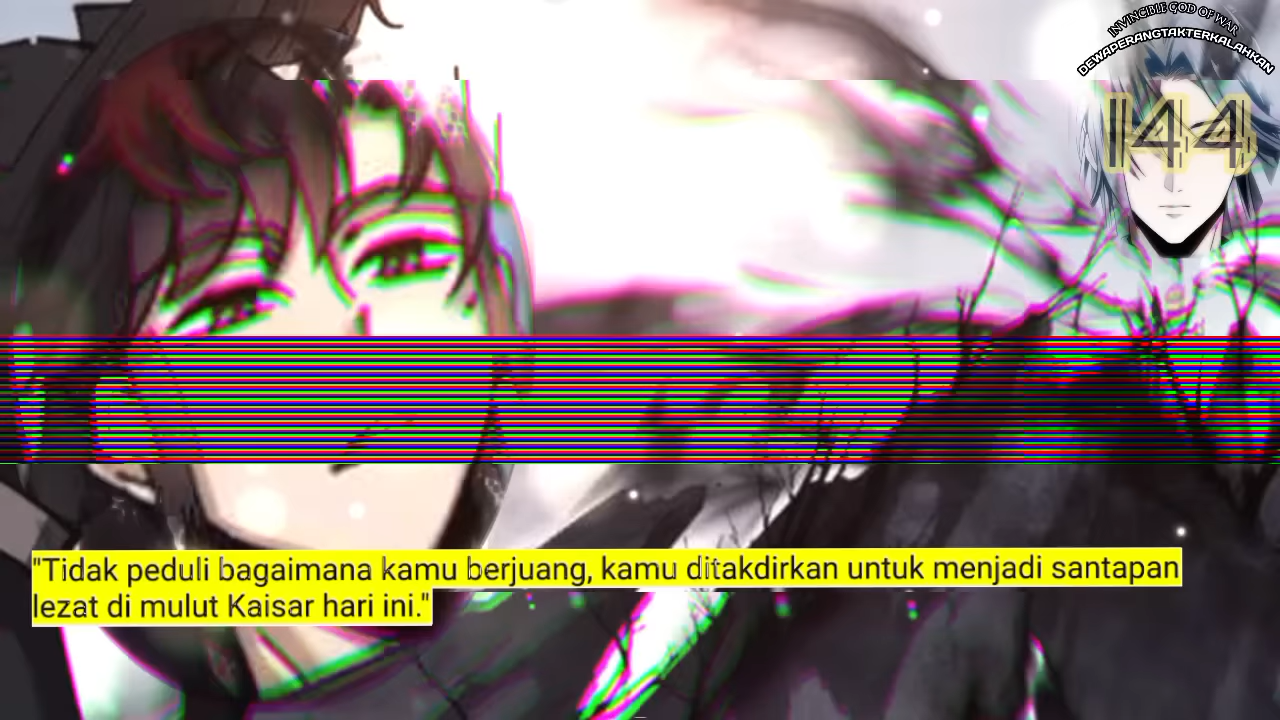 INVINCIBLE GOD OF WAR
DEWAPERANGTAKTERKALAHKAN
144
"Tidak peduli bagaimana kamu berjuang, kamu ditakdirkan untuk menjadi santapan
lezat di mulut Kaisar hari ini."